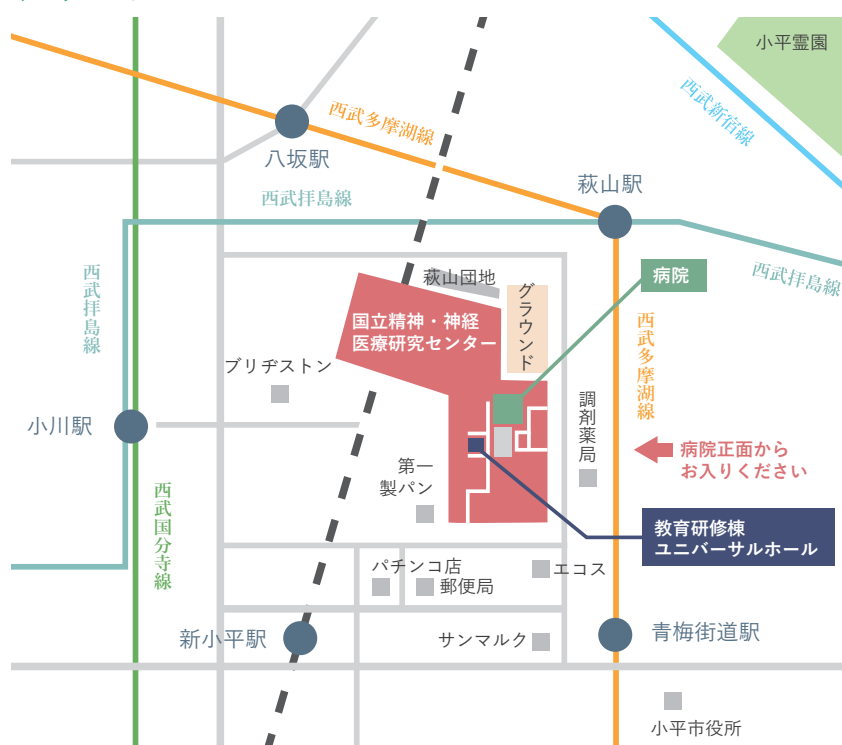 小平霊園
西武新宿線
西武多摩湖線
八坂駅
萩山駅
西武拝島線
西武拝島線
西武拝島線
病院
萩山団地
グラウンド
国立精神・神経
医療研究センター
西武多摩湖線
ブリヂストン
調剤薬局
小川駅
病院正面から
お入りください
第一
製パン
西武国分寺線
教育研修棟
ユニバーサルホール
パチンコ店
郵便局
エコス
新小平駅
サンマルク
青梅街道駅
小平市役所